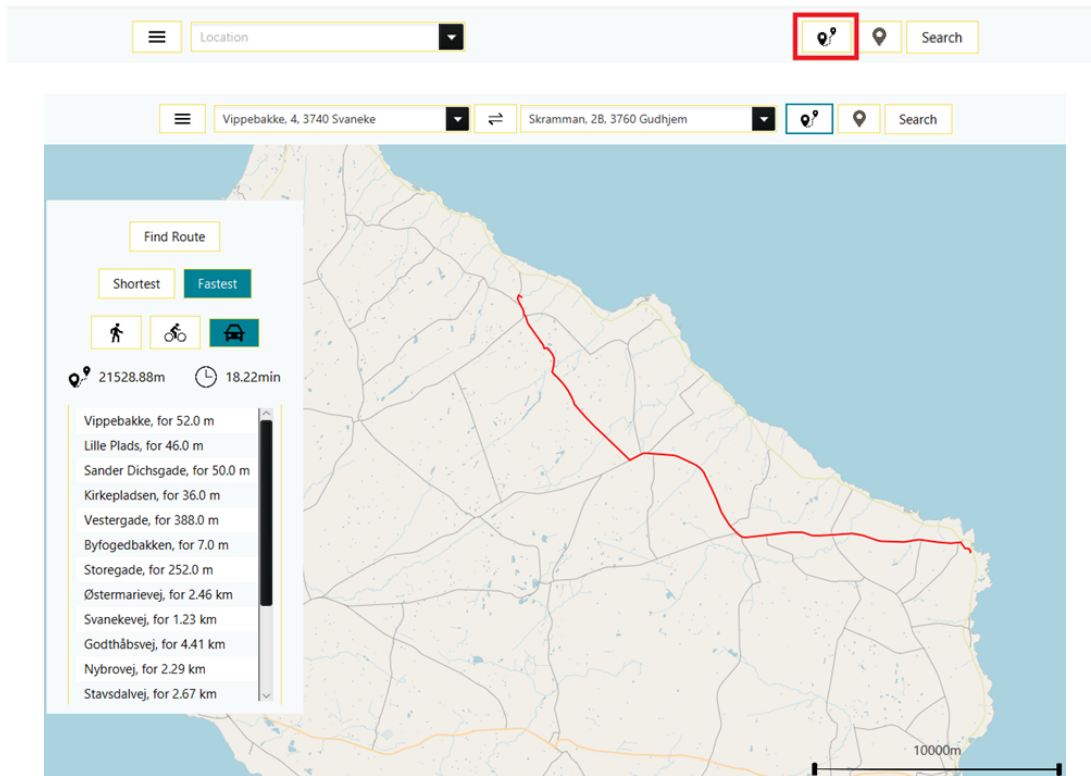 Location
Search
Vippebakke, 4, 3740 Svaneke
Skramman, 2B, 3760 Gudhjem
Search
Find Route
Shortest
Fastest
21528.88m
18.22min
Vippebakke, for 52.0 m
Lille Plads, for 46.0 m
Sander Dichsgade, for 50.0 m
Kirkepladsen, for 36.0 m
Vestergade, for 388.0 m
Byfogedbakken, for 7.0 m
Storegade, for 252.0 m
Østermarievej, for 2.46 km
Svanekevej, for 1.23 km
Godthåbsvej, for 4.41 km
Nybrovej, for 2.29 km
Stavsdalvej, for 2.67 km
10000m